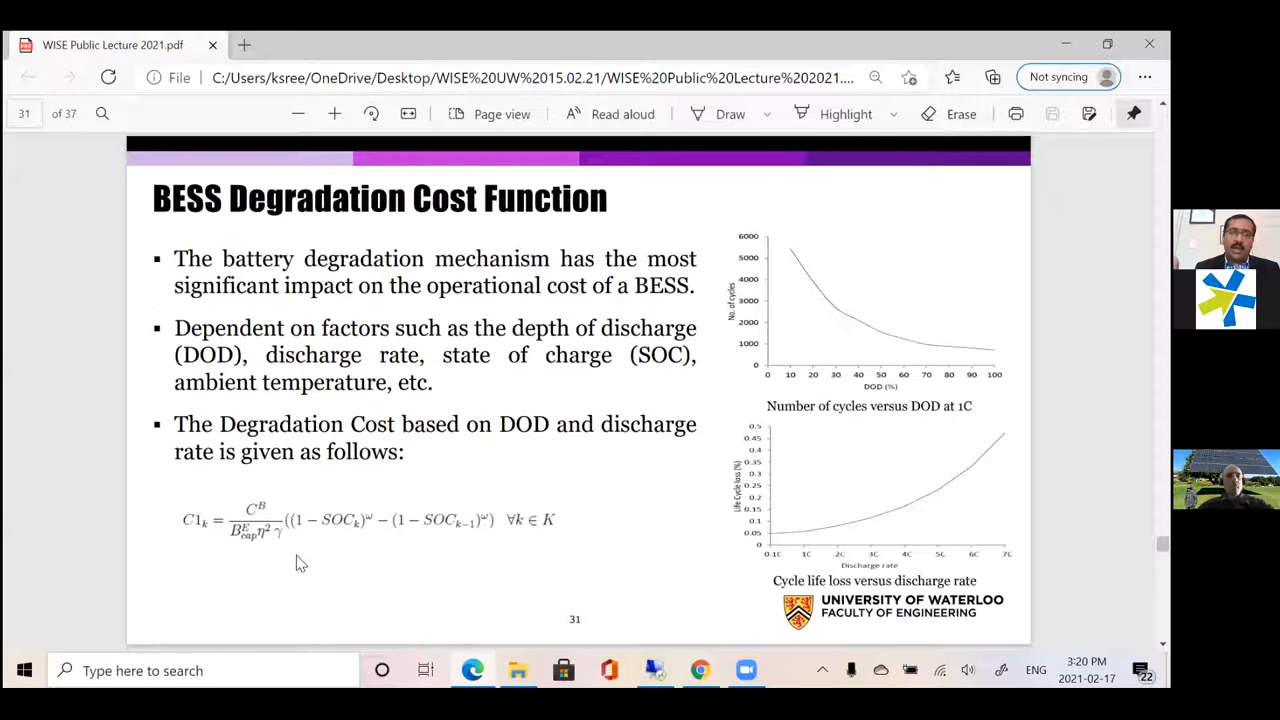 WISE Public Lecture 2021.pdf
File C:/Users/ksree/OneDrive/Desktop/WISE%20UW%2015.02.21/WISE%20Public%20Lecture%202021....
Not syncing
31 of 37
Page view
Read aloud
Draw
Highlight
Erase
BESS Degradation Cost Function
▪ The battery degradation mechanism has the most
significant impact on the operational cost of a BESS.
▪ Dependent on factors such as the depth of discharge
(DOD), discharge rate, state of charge (SOC),
ambient temperature, etc.
▪ The Degradation Cost based on DOD and discharge
rate is given as follows:
C1_k = C^B / (B^E_cap η² γ) ((1 − SOC_k)^ω − (1 − SOC_{k−1})^ω) ∀k ∈ K
6000
5000
4000
3000
2000
1000
0
No. of cycles
0 10 20 30 40 50 60 70 80 90 100
DOD (%)
Number of cycles versus DOD at 1C
0.5
0.45
0.4
0.35
0.3
0.25
0.2
0.15
0.1
0.05
0
Life Cycle loss (%)
0.1C 1C 2C 3C 4C 5C 6C 7C
Discharge rate
Cycle life loss versus discharge rate
UNIVERSITY OF WATERLOO
FACULTY OF ENGINEERING
31
Type here to search
ENG
3:20 PM
2021-02-17
22